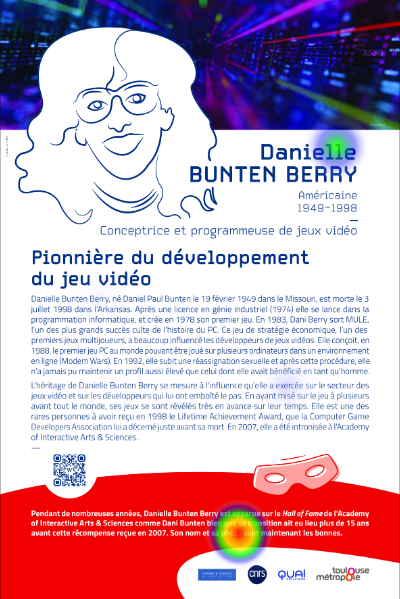 Danielle
BUNTEN BERRY
Américaine
1949-1998
Conceptrice et programmeuse de jeux vidéo
Pionnière du développement
du jeu vidéo
Danielle Bunten Berry, né Daniel Paul Bunten le 19 février 1949 dans le Missouri, est morte le 3
juillet 1998 dans l'Arkansas. Après une licence en génie industriel (1974) elle se lance dans la
programmation informatique, et crée en 1978 son premier jeu. En 1983, Dani Berry sort MULE,
l'un des plus grands succès culte de l'histoire du PC. Ce jeu de stratégie économique, l'un des
premiers jeux multijoueurs, a beaucoup influencé les développeurs de jeux vidéos. Elle conçoit, en
1988, le premier jeu PC au monde pouvant être joué sur plusieurs ordinateurs dans un environnement
en ligne (Modem Wars). En 1992, elle subit une réassignation sexuelle et après cette procédure, elle
n'a jamais pu maintenir un profil aussi élevé que celui dont elle avait bénéficié en tant qu'homme.
L'héritage de Danielle Bunten Berry se mesure à l'influence qu'elle a exercée sur le secteur des
jeux vidéo et sur les développeurs qui lui ont emboîté le pas. En ayant misé sur le jeu à plusieurs
avant tout le monde, ses jeux se sont révélés très en avance sur leur temps. Elle est une des
rares personnes à avoir reçu en 1998 le Lifetime Achievement Award, que la Computer Game
Developers Association lui a décerné juste avant sa mort. En 2007, elle a été intronisée à l'Academy
of Interactive Arts & Sciences.
Pendant de nombreuses années, Danielle Bunten Berry est apparue sur le Hall of Fame de l'Academy
of Interactive Arts & Sciences comme Dani Bunten bien que sa transition ait eu lieu plus de 15 ans
avant cette récompense reçue en 2007. Son nom et sa photo sont maintenant les bonnes.
cnrs
QUAI
toulouse
métropole